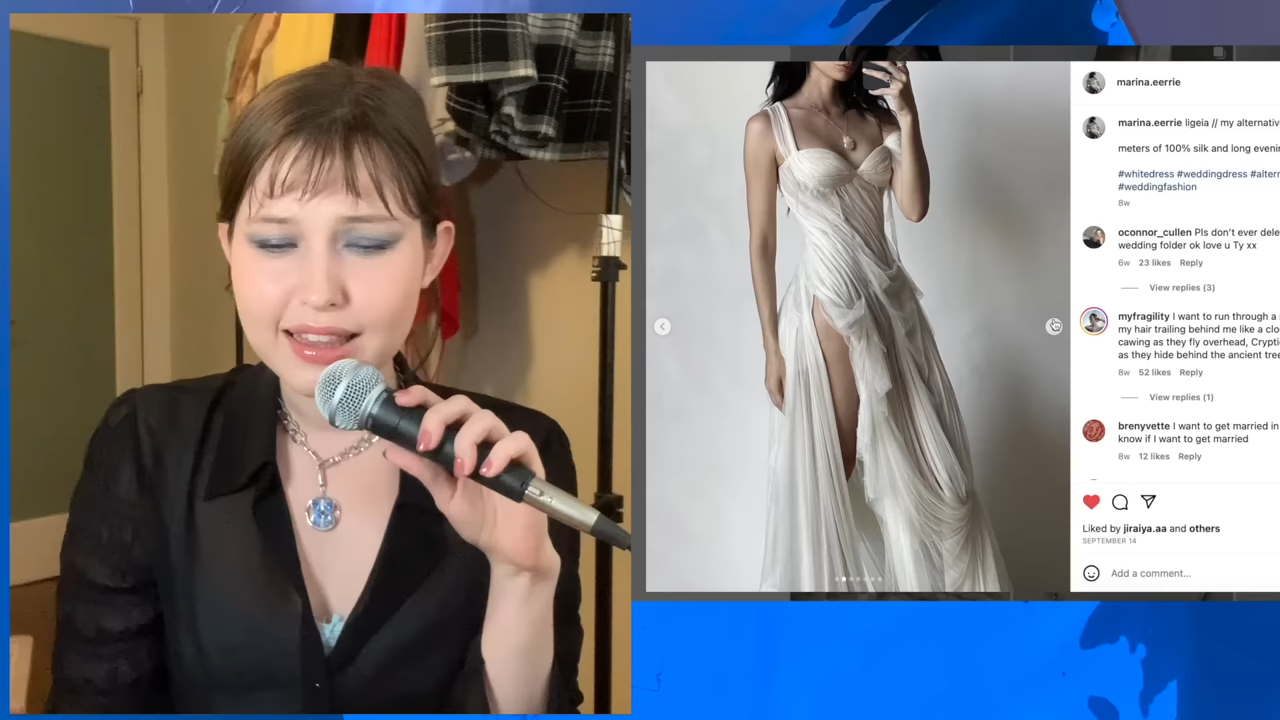 marina.eerrie
marina.eerrie ligeia // my alternativ
meters of 100% silk and long evenin
#whitedress #weddingdress #altern
#weddingfashion
8w
oconnor_cullen Pls don't ever dele
wedding folder ok love u Ty xx
6w 23 likes Reply
View replies (3)
myfragility I want to run through a
my hair trailing behind me like a clo
cawing as they fly overhead, Cryptic
as they hide behind the ancient tree
8w 52 likes Reply
View replies (1)
brenyvette I want to get married in
know if I want to get married
8w 12 likes Reply
Liked by jiraiya.aa and others
SEPTEMBER 14
Add a comment...